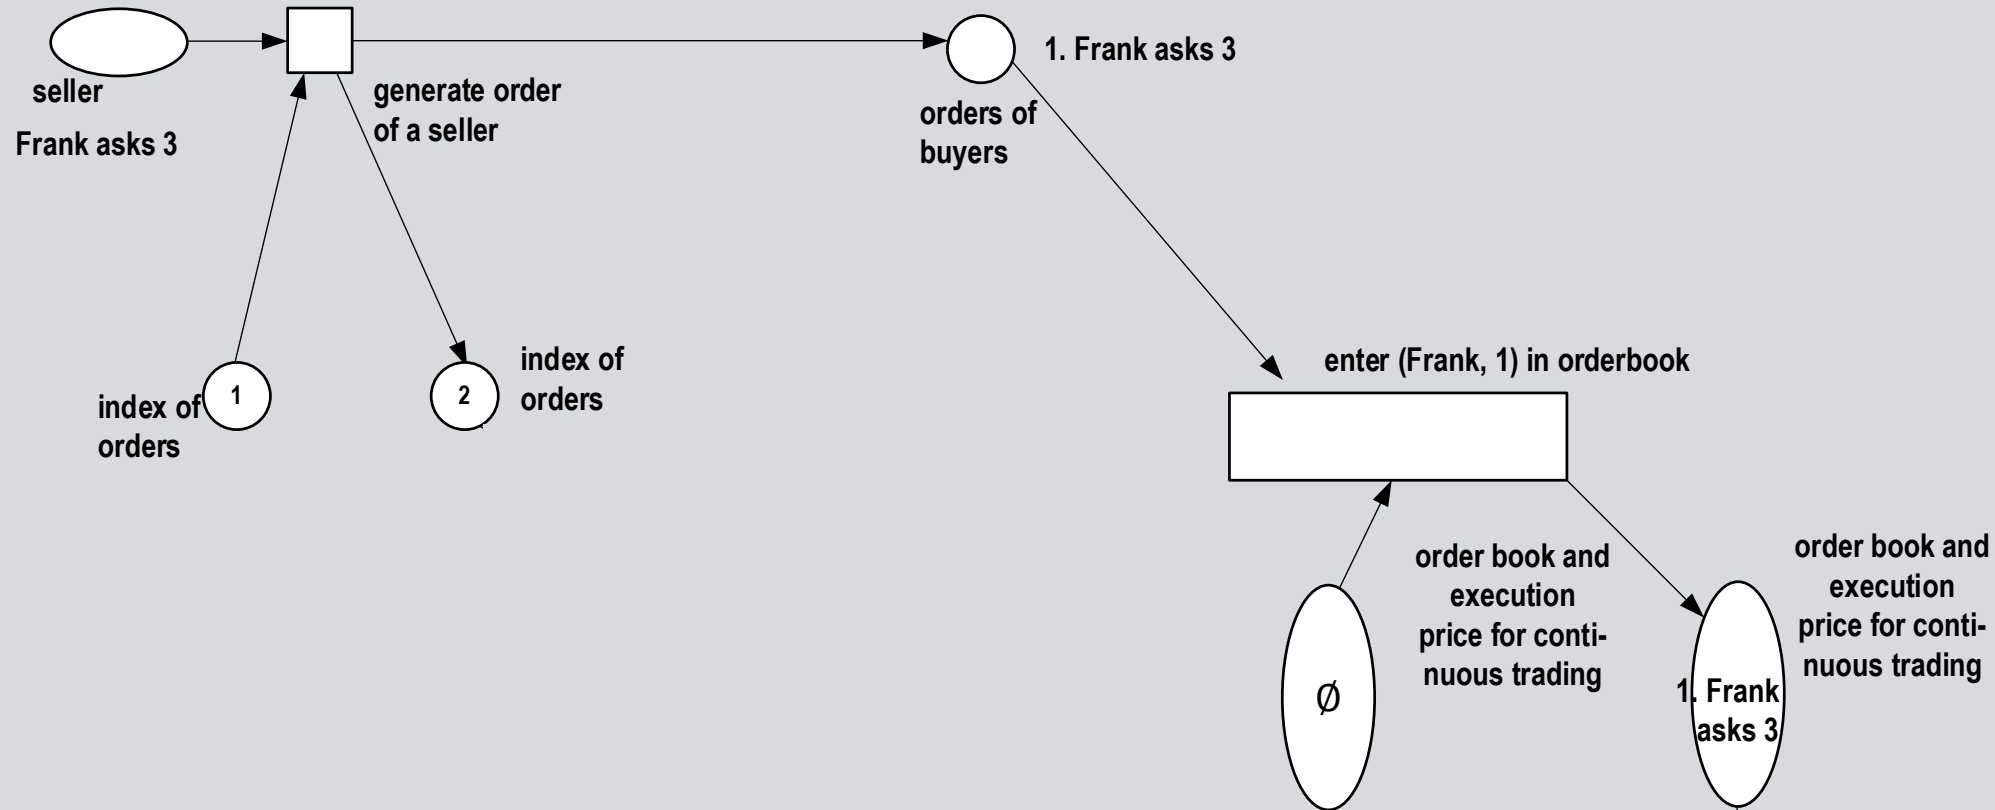 seller
Frank asks 3
generate order
of a seller
1. Frank asks 3
orders of
buyers
index of
orders
1
2
index of
orders
enter (Frank, 1) in orderbook
order book and
execution
price for conti-
nuous trading
Ø
order book and
execution
price for conti-
nuous trading
1. Frank
asks 3